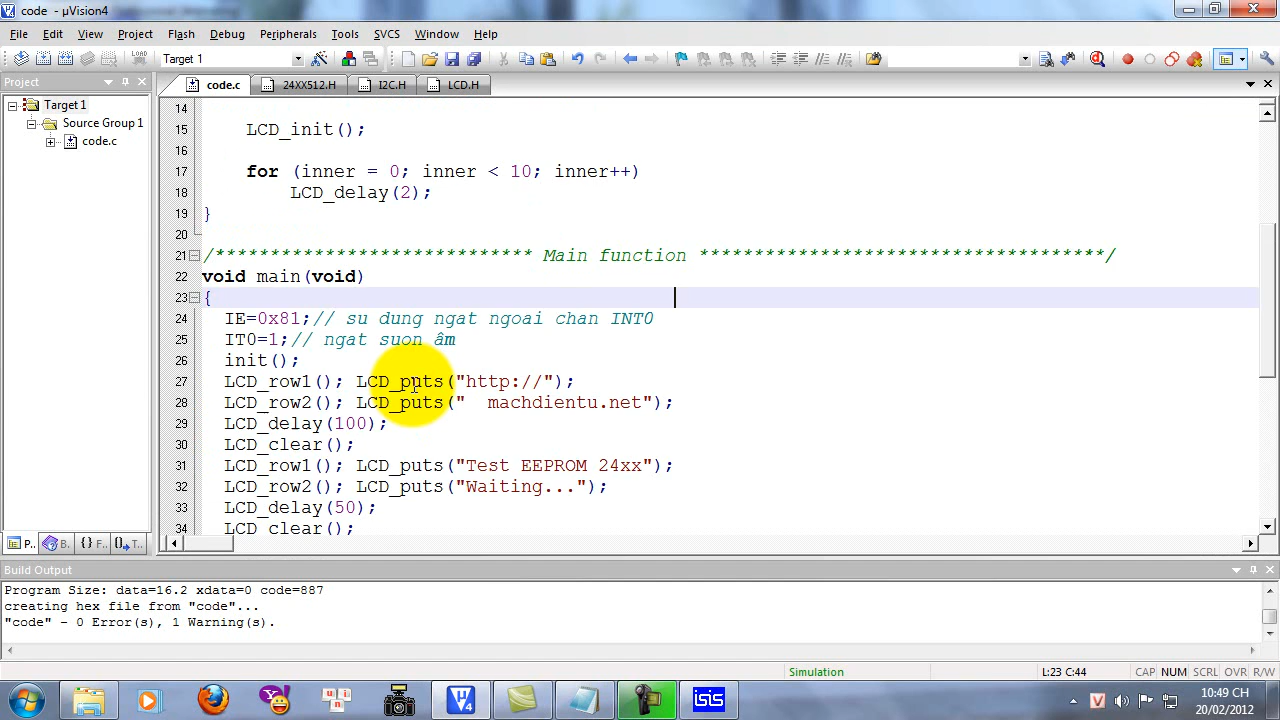 code - µVision4
File Edit View Project Flash Debug Peripherals Tools SVCS Window Help
LOAD Target 1
Project
code.c 24XX512.H I2C.H LCD.H
Target 1
Source Group 1
code.c
14
15 LCD_init();
16
17 for (inner = 0; inner < 10; inner++)
18 LCD_delay(2);
19 }
20
21 /***************************** Main function *************************************/
22 void main(void)
23 {
24 IE=0x81;// su dung ngat ngoai chan INT0
25 IT0=1;// ngat suon âm
26 init();
27 LCD_row1(); LCD_puts("http://");
28 LCD_row2(); LCD_puts("  machdientu.net");
29 LCD_delay(100);
30 LCD_clear();
31 LCD_row1(); LCD_puts("Test EEPROM 24xx");
32 LCD_row2(); LCD_puts("Waiting...");
33 LCD_delay(50);
34 LCD_clear();
P.. B. {} F.. 0→ T..
Build Output
Program Size: data=16.2 xdata=0 code=887
creating hex file from "code"...
"code" - 0 Error(s), 1 Warning(s).
Simulation L:23 C:44 CAP NUM SCRL OVR R/W
u n i isis V 10:49 CH
20/02/2012